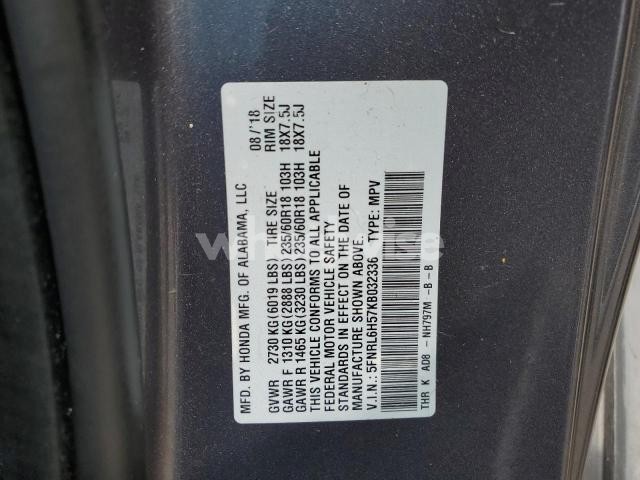 MFD. BY HONDA MFG. OF ALABAMA, LLC 08/'18
GVWR 2730 KG(6019 LBS) TIRE SIZE RIM SIZE
GAWR F 1310 KG(2888 LBS)235/60R18 103H 18X7.5J
GAWR R 1465 KG(3230 LBS)235/60R18 103H 18X7.5J
THIS VEHICLE CONFORMS TO ALL APPLICABLE
FEDERAL MOTOR VEHICLE SAFETY
STANDARDS IN EFFECT ON THE DATE OF
MANUFACTURE SHOWN ABOVE.
V.I.N.: 5FNRL6H57KB032336 TYPE: MPV
THR K AD8 - NH797M -B -B